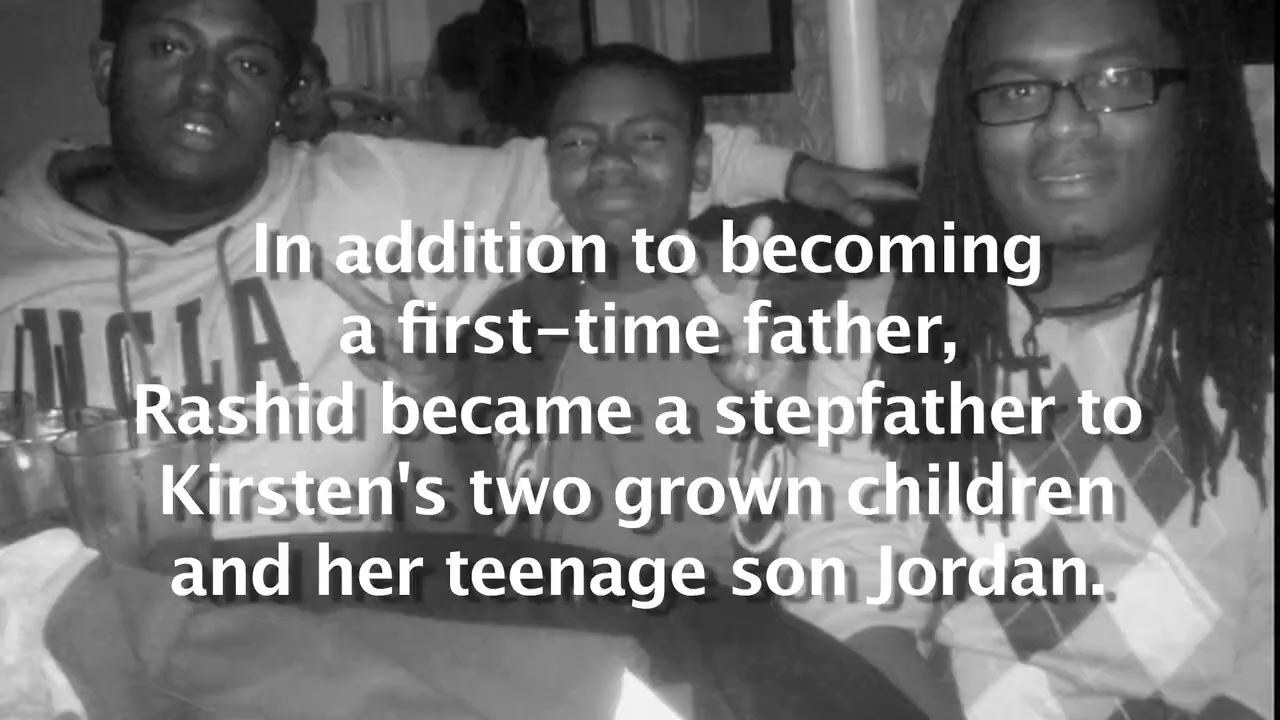 In addition to becoming
a first-time father,
Rashid became a stepfather to
Kirsten's two grown children
and her teenage son Jordan.
UCLA